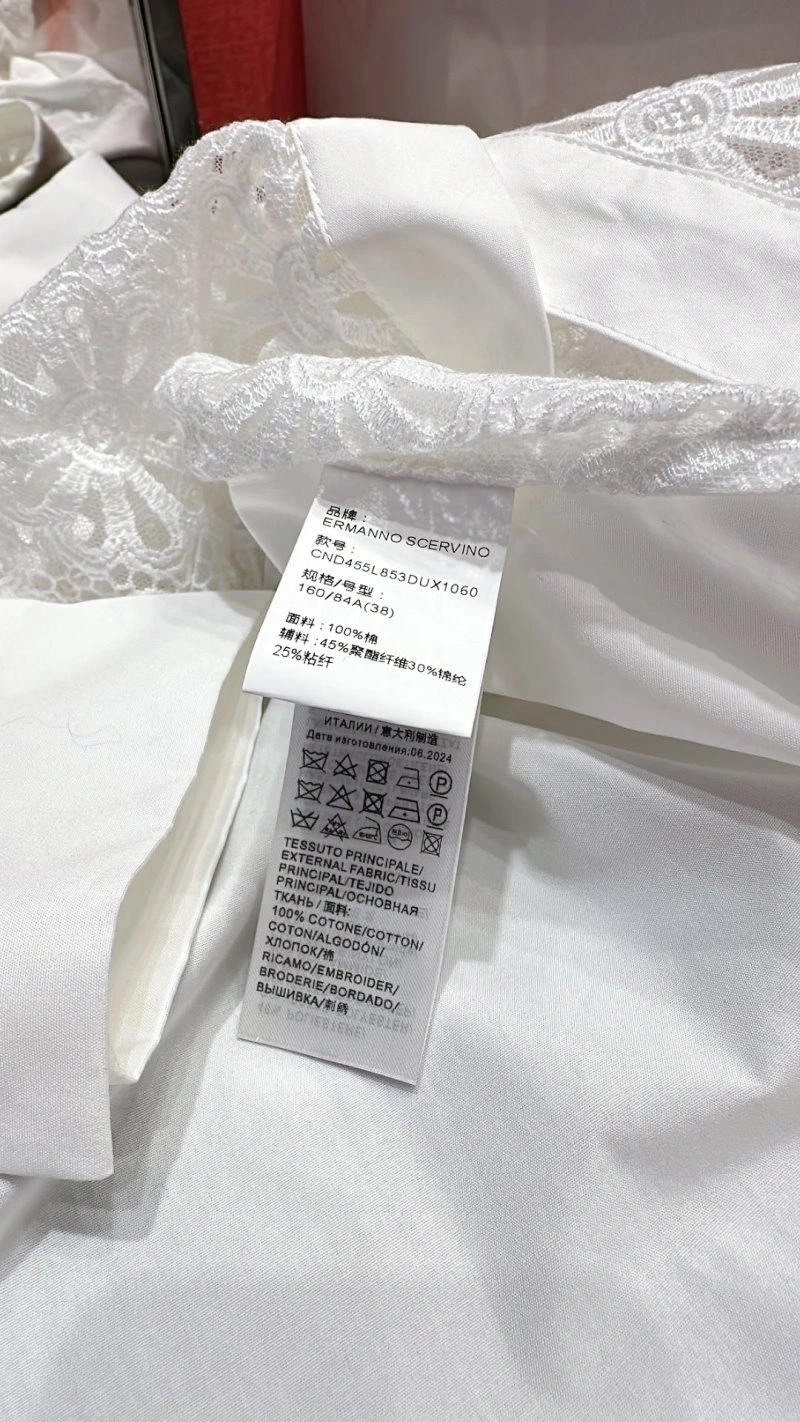 品牌：
ERMANNO SCERVINO
款号：
CND455L853DUX1060
规格/号型：
160/84A(38)
面料：100%棉
辅料：45%聚酯纤维30%锦纶
25%粘纤
ИТАЛИИ / 意大利制造
Дата изготовления:06.2024
P
P
TESSUTO PRINCIPALE/
EXTERNAL FABRIC/TISSU
PRINCIPAL/TEJIDO
PRINCIPAL/ОСНОВНАЯ
ТКАНЬ / 面料:
100% COTONE/COTTON/
COTON/ALGODÓN/
ХЛОПОК/棉
RICAMO/EMBROIDER/
BRODERIE/BORDADO/
ВЫШИВКА/刺绣